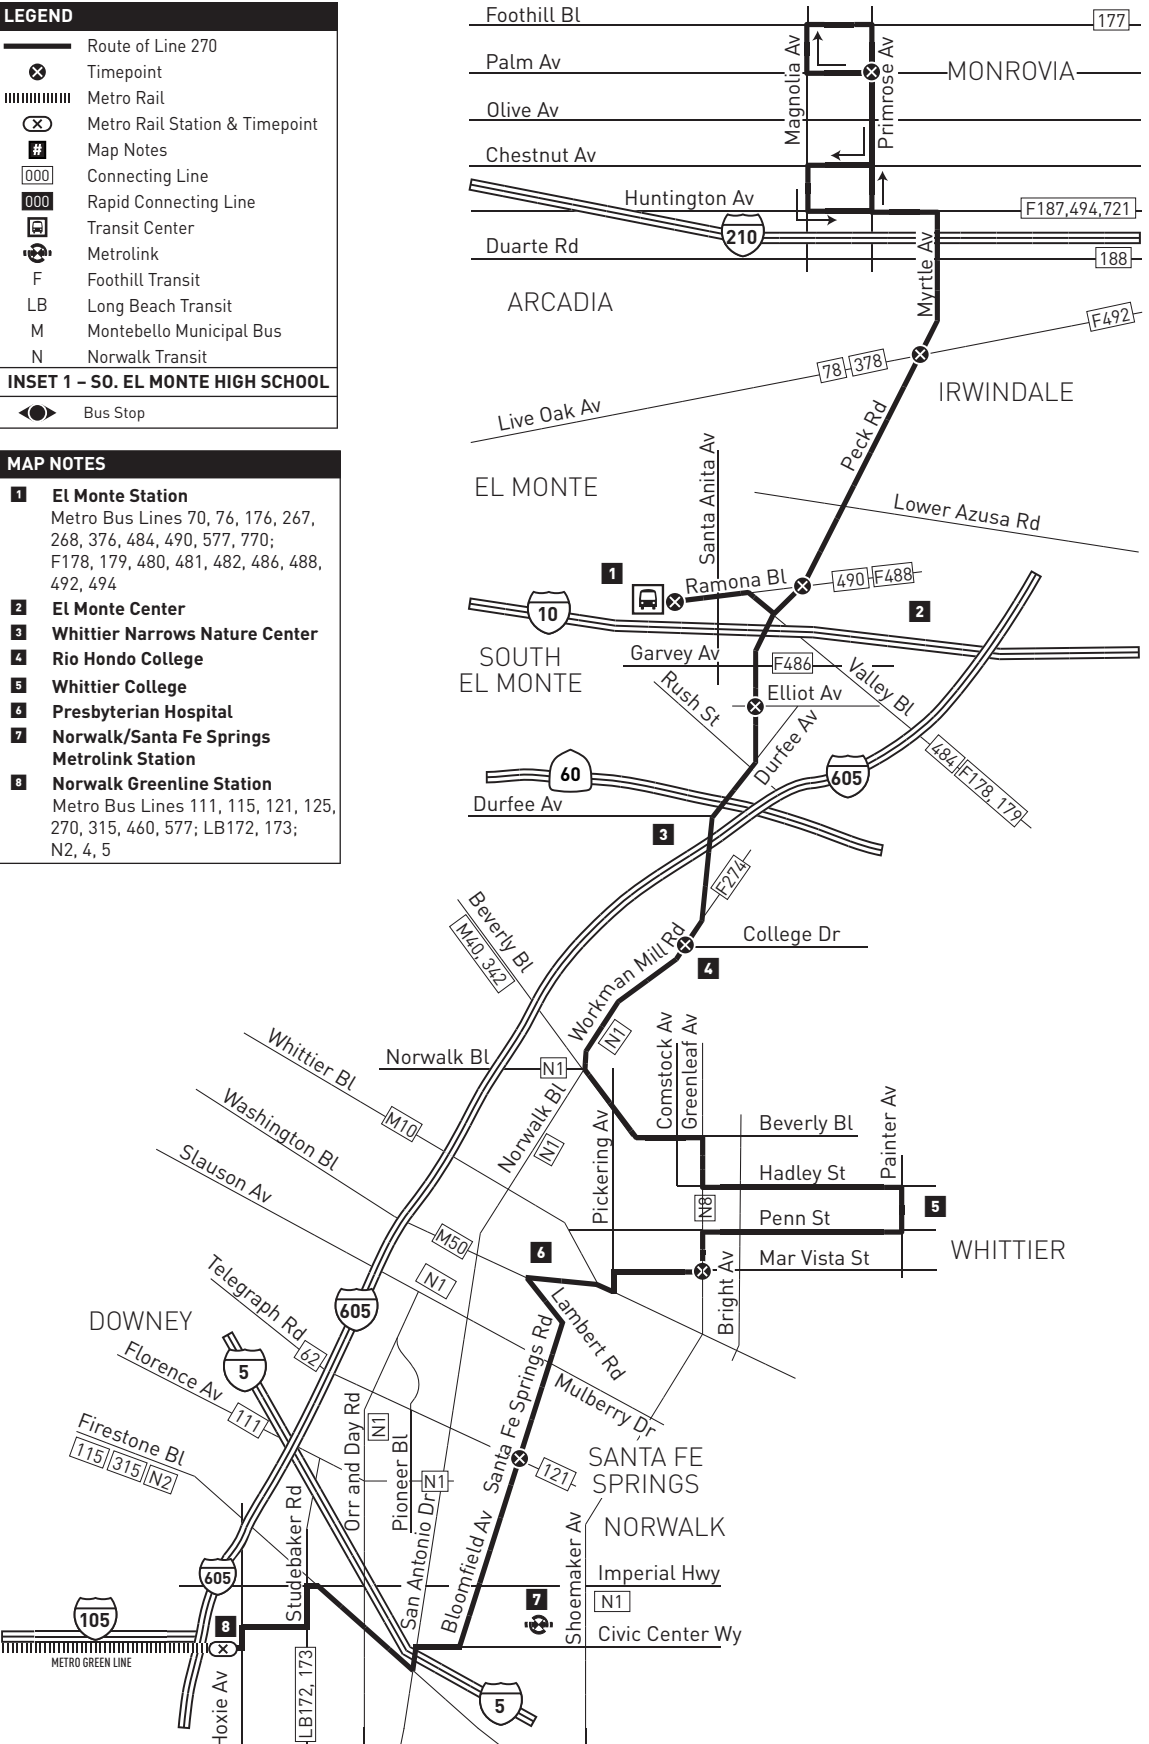 LEGEND
Route of Line 270
Timepoint
Metro Rail
Metro Rail Station & Timepoint
# Map Notes
000 Connecting Line
000 Rapid Connecting Line
Transit Center
Metrolink
F Foothill Transit
LB Long Beach Transit
M Montebello Municipal Bus
N Norwalk Transit
INSET 1 – SO. EL MONTE HIGH SCHOOL
Bus Stop
MAP NOTES
1 El Monte Station
Metro Bus Lines 70, 76, 176, 267,
268, 376, 484, 490, 577, 770;
F178, 179, 480, 481, 482, 486, 488,
492, 494
2 El Monte Center
3 Whittier Narrows Nature Center
4 Rio Hondo College
5 Whittier College
6 Presbyterian Hospital
7 Norwalk/Santa Fe Springs
Metrolink Station
8 Norwalk Greenline Station
Metro Bus Lines 111, 115, 121, 125,
270, 315, 460, 577; LB172, 173;
N2, 4, 5
Foothill Bl
177
Palm Av
Magnolia Av
Primrose Av
MONROVIA
Olive Av
Chestnut Av
Huntington Av
F187,494,721
210
Duarte Rd
188
Myrtle Av
ARCADIA
F492
78
378
IRWINDALE
Live Oak Av
Peck Rd
Santa Anita Av
EL MONTE
Lower Azusa Rd
1
Ramona Bl
490
F488
10
2
SOUTH
EL MONTE
Garvey Av
F486
Valley Bl
Rush St
Elliot Av
Durfee Av
484
F178, 179
60
605
Durfee Av
3
F274
Beverly Bl
M40, 342
College Dr
Workman Mill Rd
4
N1
Comstock Av
Greenleaf Av
Whittier Bl
Norwalk Bl
N1
M10
Norwalk Bl
N1
Washington Bl
Pickering Av
Beverly Bl
Painter Av
Slauson Av
Hadley St
N8
5
Penn St
M50
6
WHITTIER
Mar Vista St
Bright Av
Telegraph Rd
N1
Lambert Rd
605
62
DOWNEY
5
Florence Av
111
Santa Fe Springs Rd
Mulberry Dr
Firestone Bl
115
315
N2
Orr and Day Rd
N1
Pioneer Bl
N1
121
SANTA FE
SPRINGS
Studebaker Rd
San Antonio Dr
Bloomfield Av
Shoemaker Av
NORWALK
605
Imperial Hwy
N1
7
105
8
Civic Center Wy
METRO GREEN LINE
Hoxie Av
LB172, 173
5